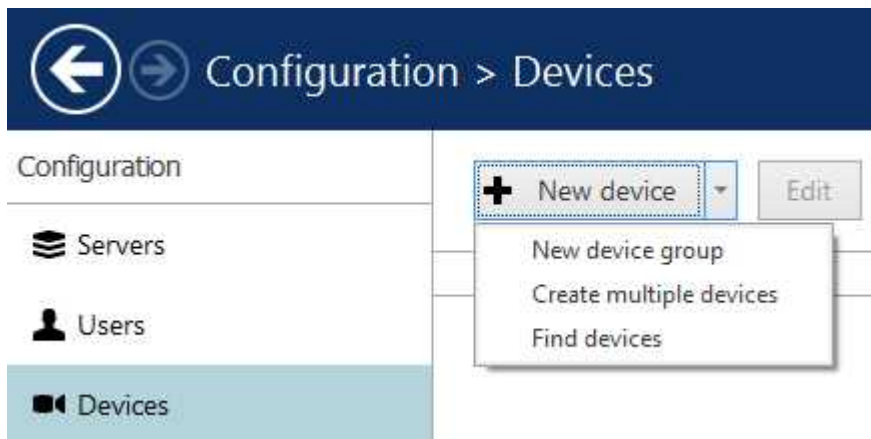 Configuration > Devices
Configuration
New device
Edit
New device group
Servers
Create multiple devices
Users
Find devices
Devices